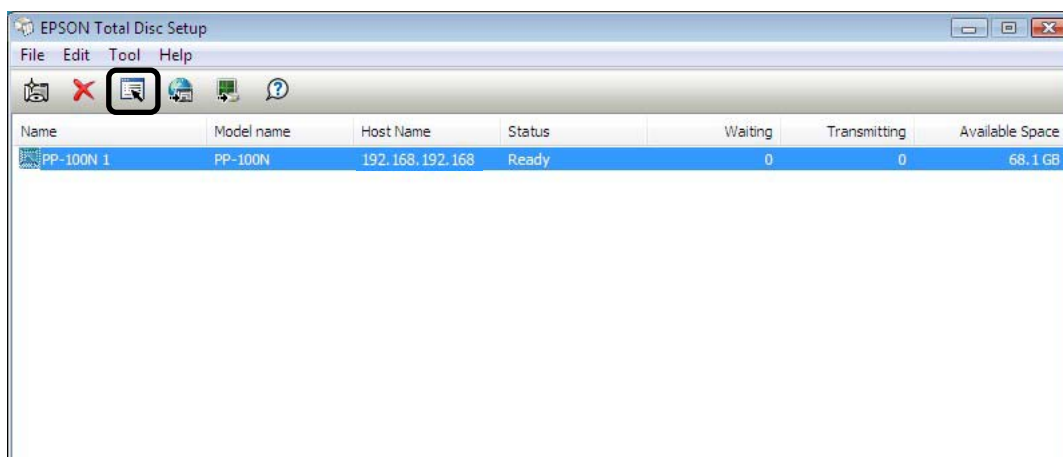 EPSON Total Disc Setup
File Edit Tool Help
Name Model name Host Name Status Waiting Transmitting Available Space
PP-100N 1 PP-100N 192.168.192.168 Ready 0 0 68.1 GB